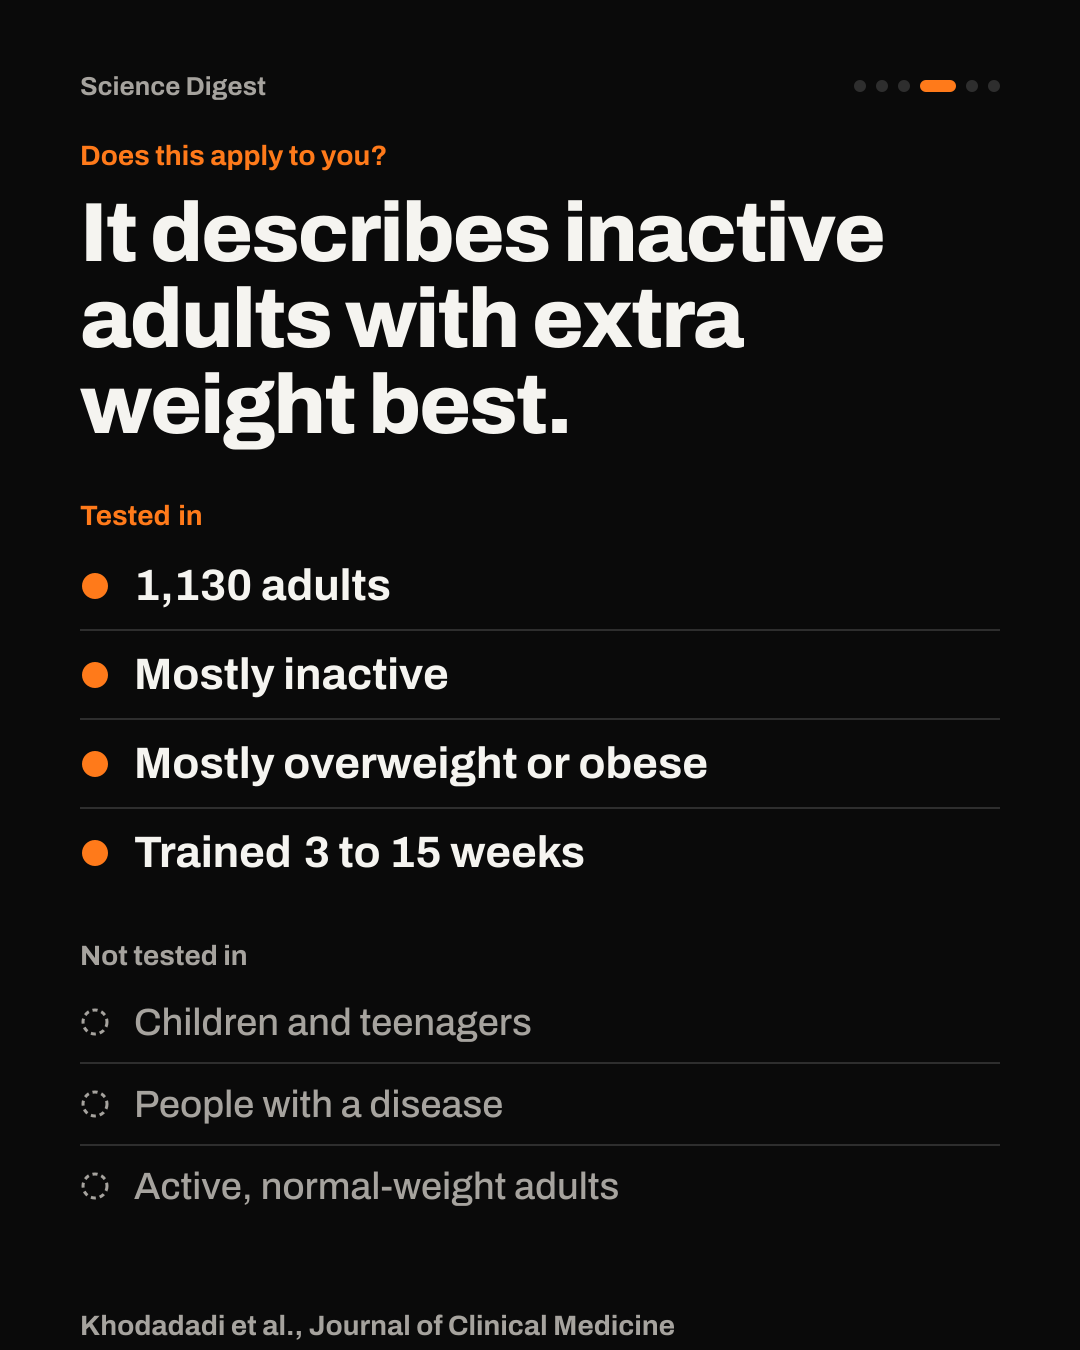 Science Digest
Does this apply to you?
It describes inactive
adults with extra
weight best.
Tested in
1,130 adults
Mostly inactive
Mostly overweight or obese
Trained 3 to 15 weeks
Not tested in
Children and teenagers
People with a disease
Active, normal-weight adults
Khodadadi et al., Journal of Clinical Medicine